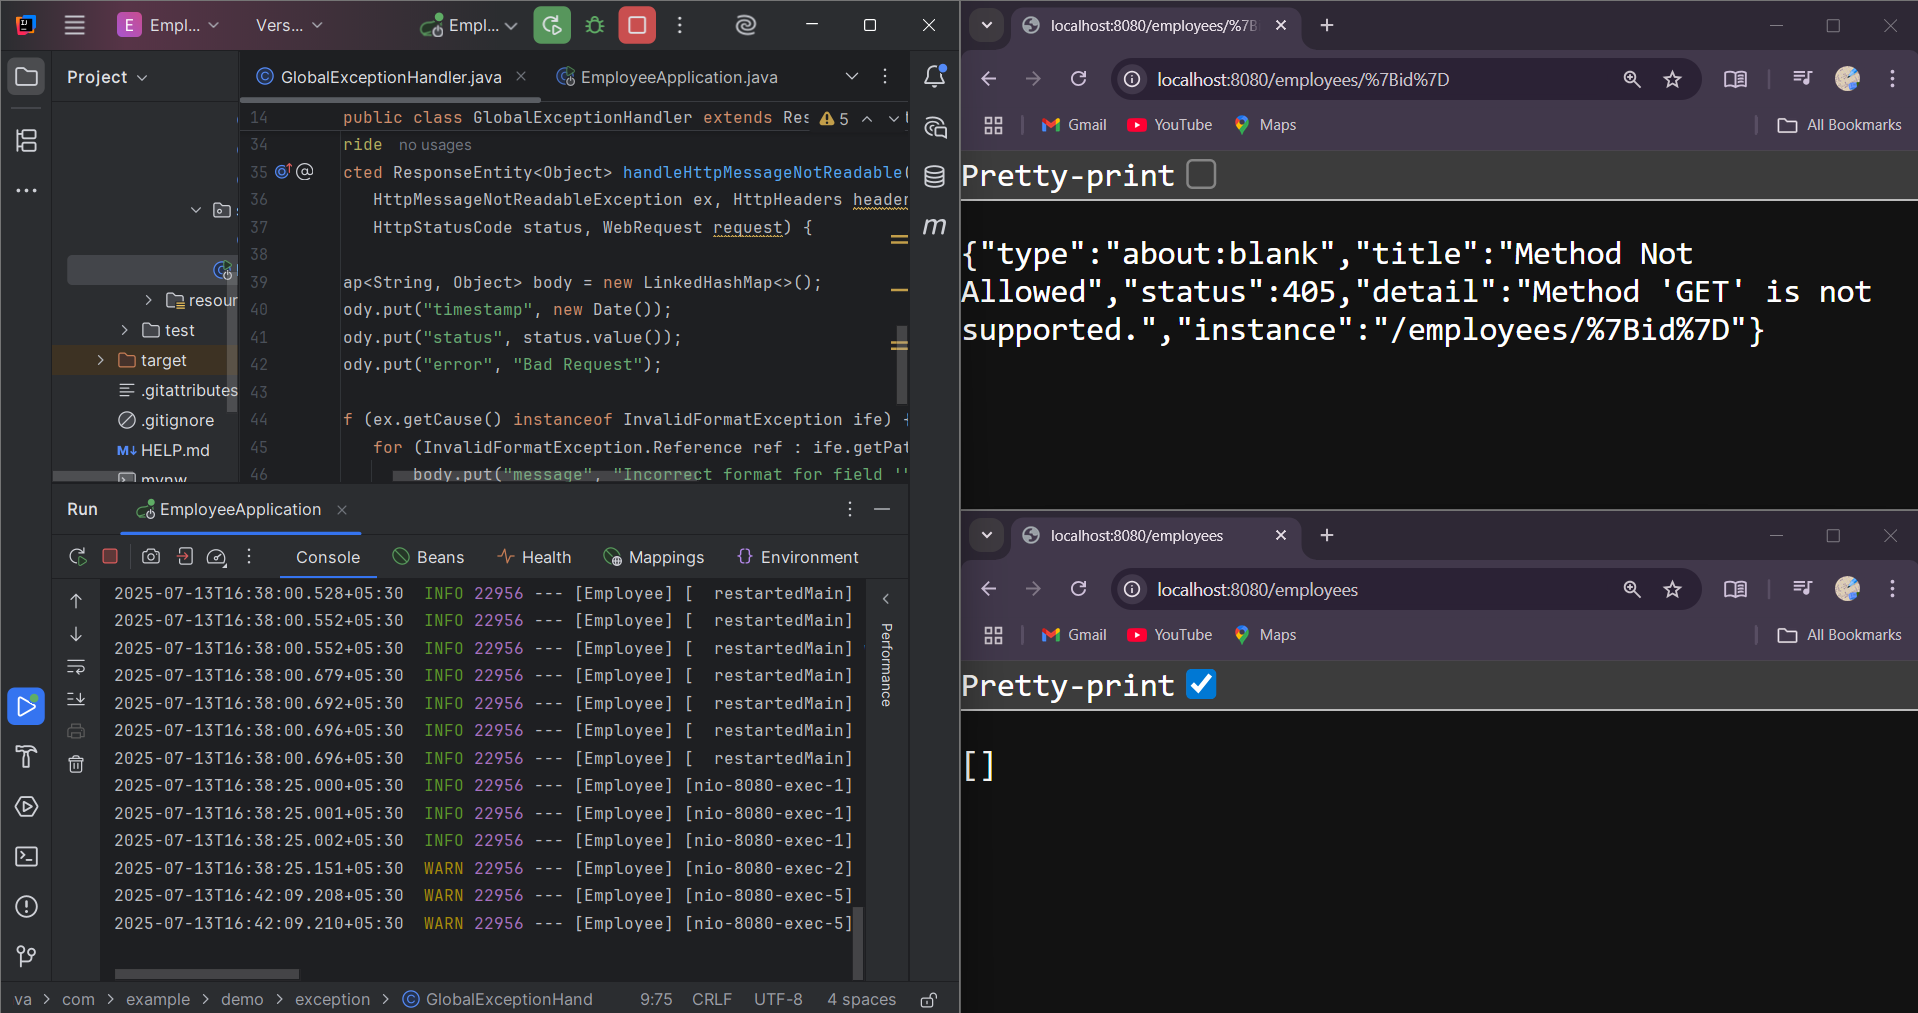 E Empl...
Vers...
Empl...
Project
GlobalExceptionHandler.java
EmployeeApplication.java
14 public class GlobalExceptionHandler extends Res 5
34 ride no usages
35 cted ResponseEntity<Object> handleHttpMessageNotReadable(
36 HttpMessageNotReadableException ex, HttpHeaders header
37 HttpStatusCode status, WebRequest request) {
38
39 ap<String, Object> body = new LinkedHashMap<>();
40 ody.put("timestamp", new Date());
41 ody.put("status", status.value());
42 ody.put("error", "Bad Request");
43
44 f (ex.getCause() instanceof InvalidFormatException ife) {
45 for (InvalidFormatException.Reference ref : ife.getPat
46 body.put("message", "Incorrect format for field '"
resour
test
target
.gitattributes
.gitignore
M↓ HELP.md
mvnw
Run
EmployeeApplication
Console
Beans
Health
Mappings
Environment
2025-07-13T16:38:00.528+05:30 INFO 22956 --- [Employee] [ restartedMain]
2025-07-13T16:38:00.552+05:30 INFO 22956 --- [Employee] [ restartedMain]
2025-07-13T16:38:00.552+05:30 INFO 22956 --- [Employee] [ restartedMain]
2025-07-13T16:38:00.679+05:30 INFO 22956 --- [Employee] [ restartedMain]
2025-07-13T16:38:00.692+05:30 INFO 22956 --- [Employee] [ restartedMain]
2025-07-13T16:38:00.696+05:30 INFO 22956 --- [Employee] [ restartedMain]
2025-07-13T16:38:00.696+05:30 INFO 22956 --- [Employee] [ restartedMain]
2025-07-13T16:38:25.000+05:30 INFO 22956 --- [Employee] [nio-8080-exec-1]
2025-07-13T16:38:25.001+05:30 INFO 22956 --- [Employee] [nio-8080-exec-1]
2025-07-13T16:38:25.002+05:30 INFO 22956 --- [Employee] [nio-8080-exec-1]
2025-07-13T16:38:25.151+05:30 WARN 22956 --- [Employee] [nio-8080-exec-2]
2025-07-13T16:42:09.208+05:30 WARN 22956 --- [Employee] [nio-8080-exec-5]
2025-07-13T16:42:09.210+05:30 WARN 22956 --- [Employee] [nio-8080-exec-5]
Performance
va > com > example > demo > exception > GlobalExceptionHand 9:75 CRLF UTF-8 4 spaces
localhost:8080/employees/%7B
localhost:8080/employees/%7Bid%7D
Gmail YouTube Maps All Bookmarks
Pretty-print
{"type":"about:blank","title":"Method Not
Allowed","status":405,"detail":"Method 'GET' is not
supported.","instance":"/employees/%7Bid%7D"}
localhost:8080/employees
localhost:8080/employees
Gmail YouTube Maps All Bookmarks
Pretty-print
[]